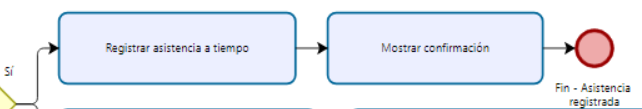 Sí
Registrar asistencia a tiempo
Mostrar confirmación
Fin - Asistencia
registrada